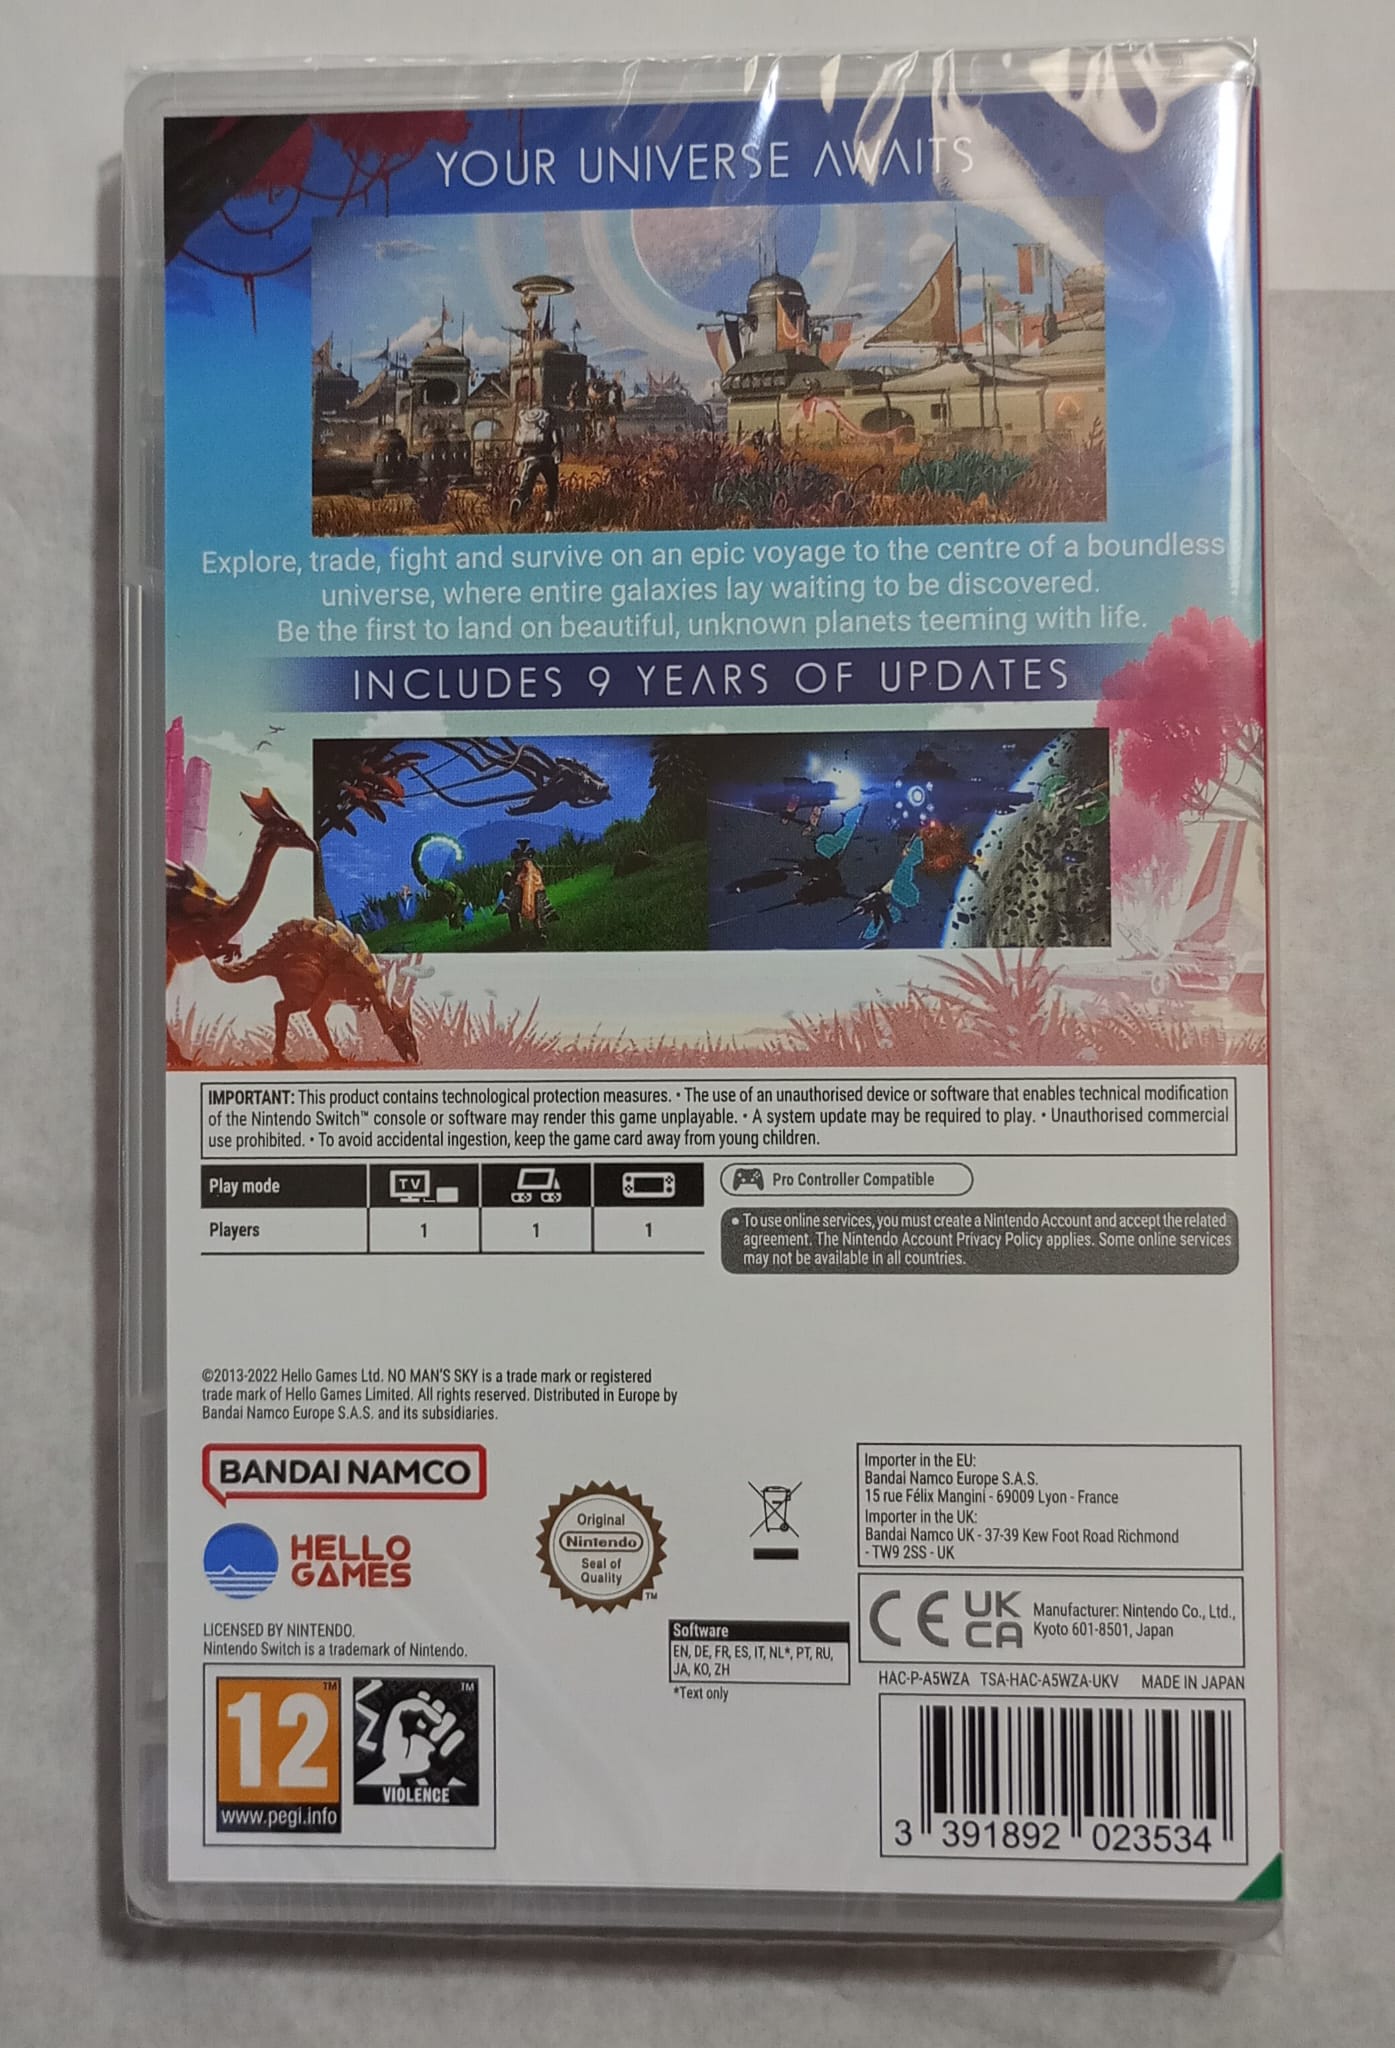 YOUR UNIVERSE AWAITS
Explore, trade, fight and survive on an epic voyage to the centre of a boundless
universe, where entire galaxies lay waiting to be discovered.
Be the first to land on beautiful, unknown planets teeming with life.
INCLUDES 9 YEARS OF UPDATES
IMPORTANT: This product contains technological protection measures. • The use of an unauthorised device or software that enables technical modification
of the Nintendo Switch™ console or software may render this game unplayable. • A system update may be required to play. • Unauthorised commercial
use prohibited. • To avoid accidental ingestion, keep the game card away from young children.
Play mode
TV
Players
1
1
1
Pro Controller Compatible
• To use online services, you must create a Nintendo Account and accept the related
agreement. The Nintendo Account Privacy Policy applies. Some online services
may not be available in all countries.
©2013-2022 Hello Games Ltd. NO MAN'S SKY is a trade mark or registered
trade mark of Hello Games Limited. All rights reserved. Distributed in Europe by
Bandai Namco Europe S.A.S. and its subsidiaries.
BANDAI NAMCO
HELLO
GAMES
Original
Nintendo
Seal of
Quality
TM
Importer in the EU:
Bandai Namco Europe S.A.S.
15 rue Félix Mangini - 69009 Lyon - France
Importer in the UK:
Bandai Namco UK - 37-39 Kew Foot Road Richmond
- TW9 2SS - UK
CE
UK
CA
Manufacturer: Nintendo Co., Ltd.,
Kyoto 601-8501, Japan
LICENSED BY NINTENDO.
Nintendo Switch is a trademark of Nintendo.
Software
EN, DE, FR, ES, IT, NL*, PT, RU,
JA, KO, ZH
*Text only
HAC-P-A5WZA TSA-HAC-A5WZA-UKV MADE IN JAPAN
12
TM
www.pegi.info
TM
VIOLENCE
3 391892 023534